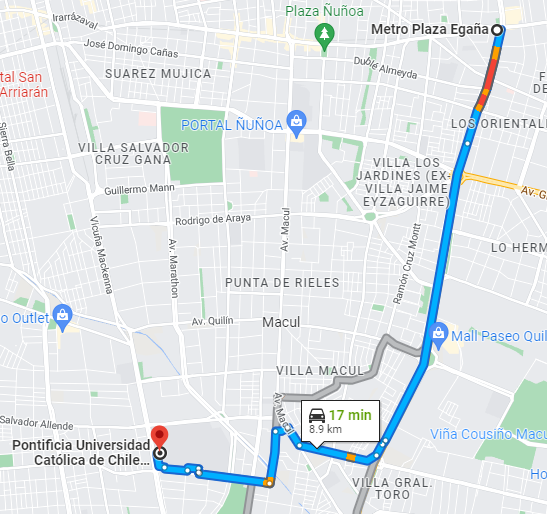 Irarrázaval
Plaza Ñuñoa
Metro Plaza Egaña
José Domingo Cañas
SUAREZ MUJICA
Dublé Almeyda
tal San
Arriarán
LOS ORIENTAL
PORTAL ÑUÑOA
Sierra Bella
VILLA SALVADOR
CRUZ GANA
VILLA LOS
JARDINES (EX-
VILLA JAIME
EYZAGUIRRE)
Guillermo Mann
Av. G
Rodrigo de Araya
Av. Macul
Vicuña Mackenna
Av. Marathon
Ramón Cruz Montt
LO HERM
PUNTA DE RIELES
o Outlet
Av. Quilín
Macul
Mall Paseo Quil
VILLA MACUL
Salvador Allende
Av. Macul
17 min
8.9 km
Pontificia Universidad
Católica de Chile...
Viña Cousiño Macu
VILLA GRAL.
TORO